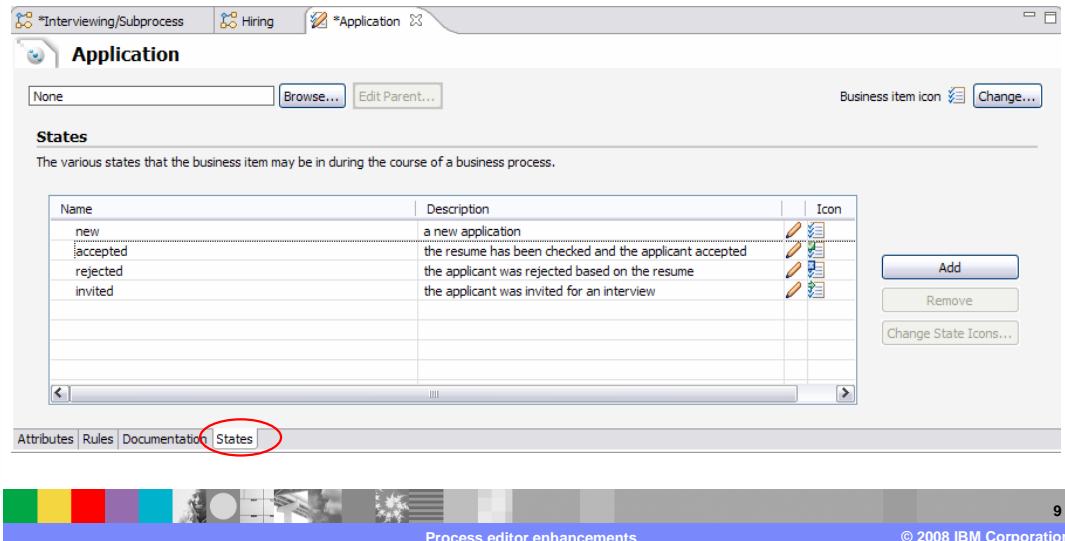 *Interviewing/Subprocess Hiring *Application
Application
None Browse... Edit Parent... Business item icon Change...
States
The various states that the business item may be in during the course of a business process.
Name Description Icon
new a new application
accepted the resume has been checked and the applicant accepted
rejected the applicant was rejected based on the resume
invited the applicant was invited for an interview
Add
Remove
Change State Icons...
Attributes Rules Documentation States
9
Process editor enhancements © 2008 IBM Corporation